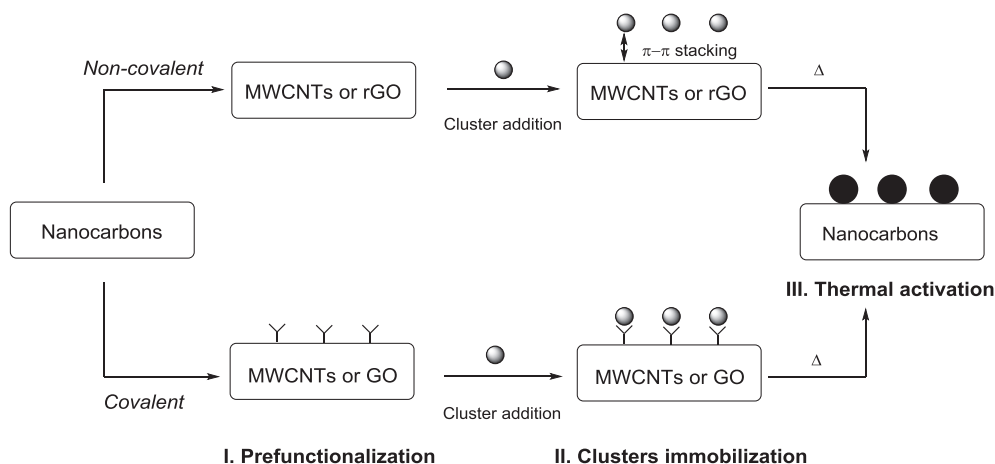 Non-covalent
MWCNTs or rGO
Cluster addition
π–π stacking
MWCNTs or rGO
Δ
Nanocarbons
Nanocarbons
III. Thermal activation
Covalent
MWCNTs or GO
Cluster addition
MWCNTs or GO
Δ
I. Prefunctionalization
II. Clusters immobilization